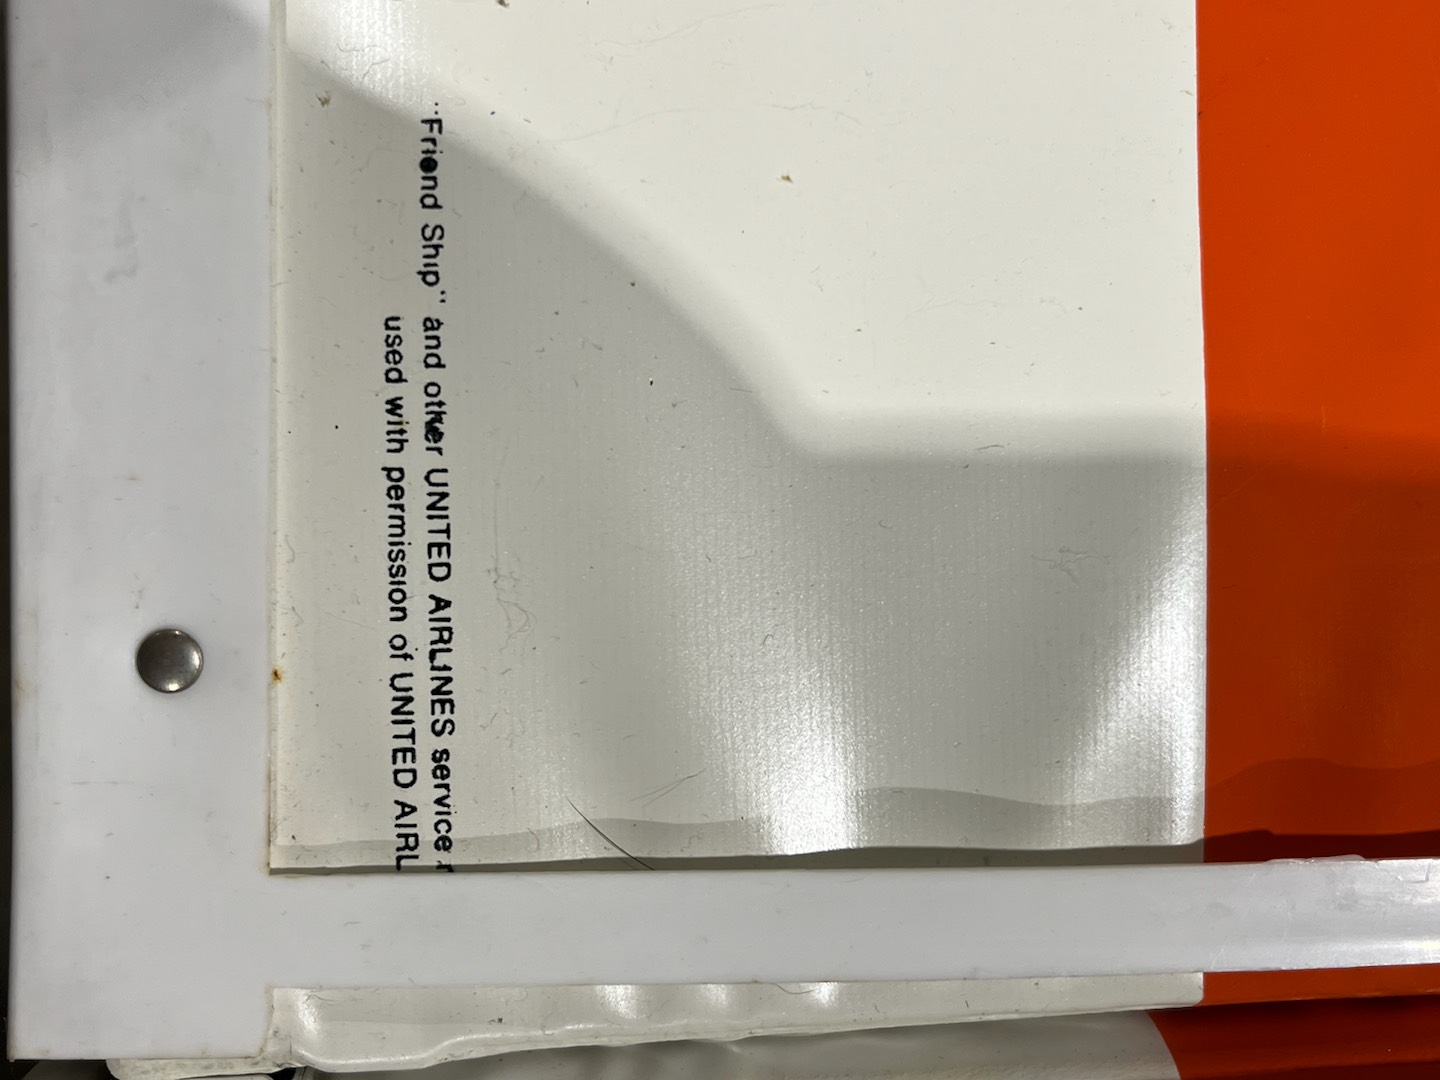 "Friend Ship" and other UNITED AIRLINES service
used with permission of UNITED AIRL